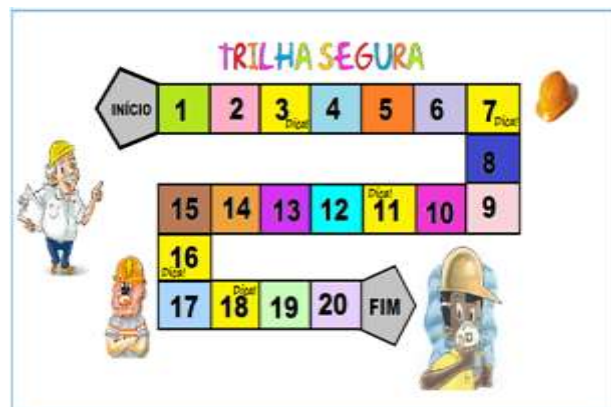 TRILHA SEGURA
INÍCIO 1 2 3 Dica! 4 5 6 7 Dica!
8
15 14 13 12 Dica! 11 10 9
16 Dica!
17 18 Dica! 19 20 FIM